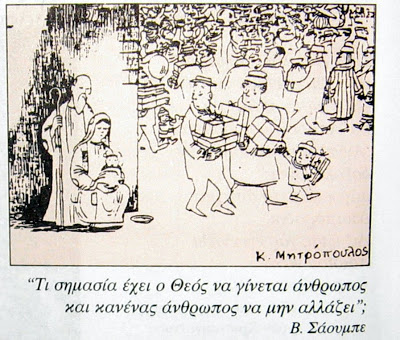 Κ. Μητρόπουλος
"Τι σημασία έχει ο Θεός να γίνεται άνθρωπος
και κανένας άνθρωπος να μην αλλάζει";
Β. Σάουμπε